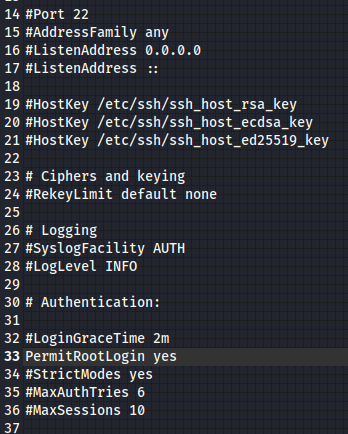 14 #Port 22
15 #AddressFamily any
16 #ListenAddress 0.0.0.0
17 #ListenAddress ::
18
19 #HostKey /etc/ssh/ssh_host_rsa_key
20 #HostKey /etc/ssh/ssh_host_ecdsa_key
21 #HostKey /etc/ssh/ssh_host_ed25519_key
22
23 # Ciphers and keying
24 #RekeyLimit default none
25
26 # Logging
27 #SyslogFacility AUTH
28 #LogLevel INFO
29
30 # Authentication:
31
32 #LoginGraceTime 2m
33 PermitRootLogin yes
34 #StrictModes yes
35 #MaxAuthTries 6
36 #MaxSessions 10
37